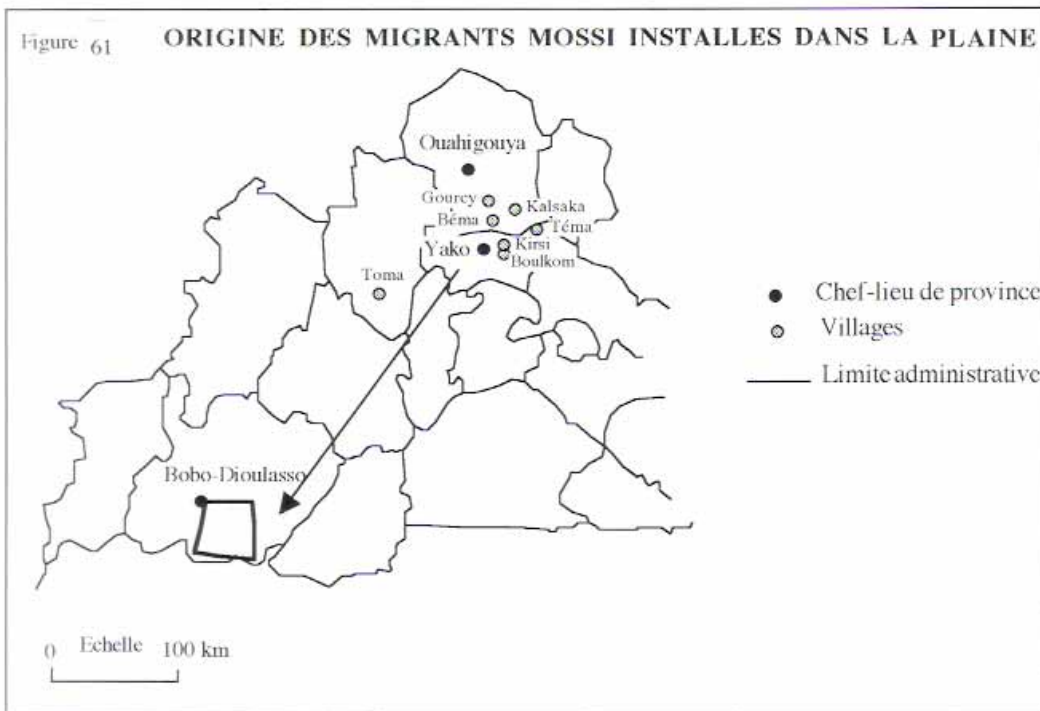 Figure 61 ORIGINE DES MIGRANTS MOSSI INSTALLES DANS LA PLAINE
Ouahigouya
Gourcy
Kalsaka
Béma
Téma
Yako
Kirsi
Boulkom
Toma
Chef-lieu de province
Villages
Limite administrative
Bobo-Dioulasso
0 Echelle 100 km